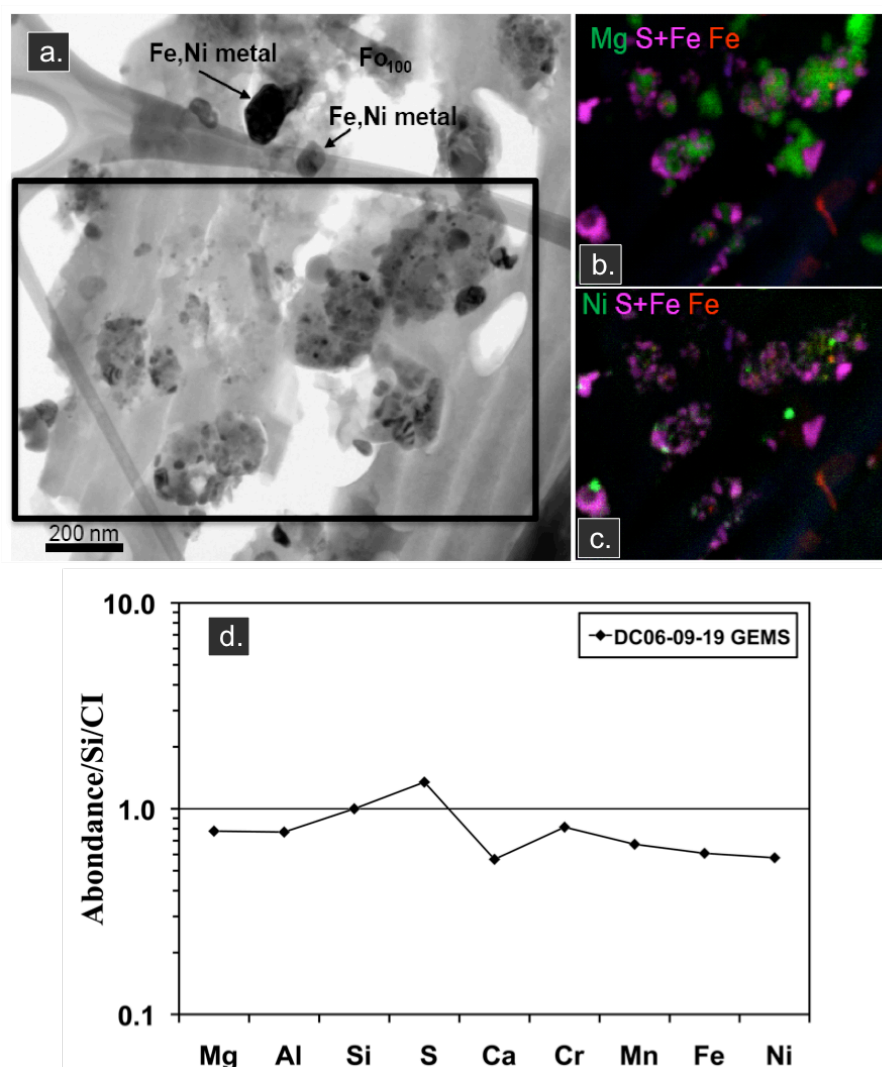 a.
Fe,Ni metal
Fo100
Fe,Ni metal
200 nm
Mg S+Fe Fe
b.
Ni S+Fe Fe
c.
d.
DC06-09-19 GEMS
Abondance/Si/CI
10.0
1.0
0.1
Mg Al Si S Ca Cr Mn Fe Ni